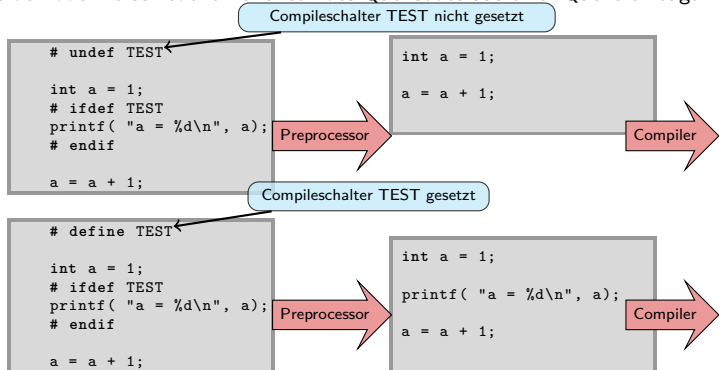 Compileschalter TEST nicht gesetzt
# undef TEST
int a = 1;
# ifdef TEST
printf( "a = %d\n", a);
# endif
a = a + 1;
Preprocessor
int a = 1;
a = a + 1;
Compiler
Compileschalter TEST gesetzt
# define TEST
int a = 1;
# ifdef TEST
printf( "a = %d\n", a);
# endif
a = a + 1;
Preprocessor
int a = 1;
printf( "a = %d\n", a);
a = a + 1;
Compiler